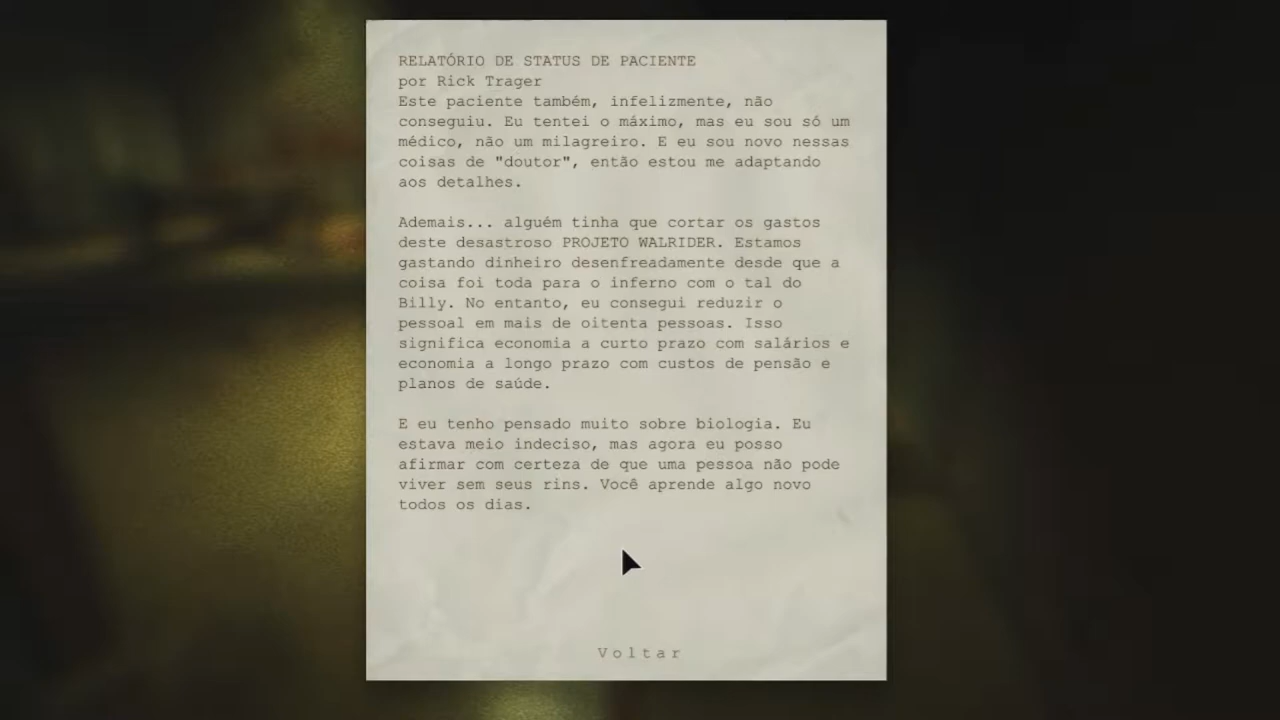 RELATÓRIO DE STATUS DE PACIENTE
por Rick Trager
Este paciente também, infelizmente, não
conseguiu. Eu tentei o máximo, mas eu sou só um
médico, não um milagreiro. E eu sou novo nessas
coisas de "doutor", então estou me adaptando
aos detalhes.
Ademais... alguém tinha que cortar os gastos
deste desastroso PROJETO WALRIDER. Estamos
gastando dinheiro desenfreadamente desde que a
coisa foi toda para o inferno com o tal do
Billy. No entanto, eu consegui reduzir o
pessoal em mais de oitenta pessoas. Isso
significa economia a curto prazo com salários e
economia a longo prazo com custos de pensão e
planos de saúde.
E eu tenho pensado muito sobre biologia. Eu
estava meio indeciso, mas agora eu posso
afirmar com certeza de que uma pessoa não pode
viver sem seus rins. Você aprende algo novo
todos os dias.
Voltar